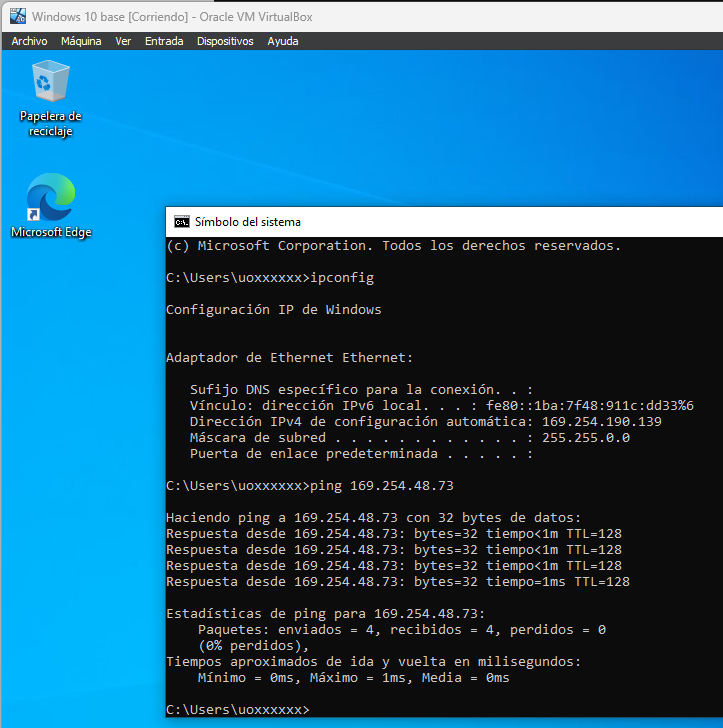 Windows 10 base [Corriendo] - Oracle VM VirtualBox
Archivo Máquina Ver Entrada Dispositivos Ayuda
Papelera de
reciclaje
Microsoft Edge
Símbolo del sistema
(c) Microsoft Corporation. Todos los derechos reservados.
C:\Users\uoxxxxxx>ipconfig
Configuración IP de Windows
Adaptador de Ethernet Ethernet:
Sufijo DNS específico para la conexión. . :
Vínculo: dirección IPv6 local. . . : fe80::1ba:7f48:911c:dd33%6
Dirección IPv4 de configuración automática: 169.254.190.139
Máscara de subred . . . . . . . . . . . . : 255.255.0.0
Puerta de enlace predeterminada . . . . . :
C:\Users\uoxxxxxx>ping 169.254.48.73
Haciendo ping a 169.254.48.73 con 32 bytes de datos:
Respuesta desde 169.254.48.73: bytes=32 tiempo<1m TTL=128
Respuesta desde 169.254.48.73: bytes=32 tiempo<1m TTL=128
Respuesta desde 169.254.48.73: bytes=32 tiempo<1m TTL=128
Respuesta desde 169.254.48.73: bytes=32 tiempo=1ms TTL=128
Estadísticas de ping para 169.254.48.73:
Paquetes: enviados = 4, recibidos = 4, perdidos = 0
(0% perdidos),
Tiempos aproximados de ida y vuelta en milisegundos:
Mínimo = 0ms, Máximo = 1ms, Media = 0ms
C:\Users\uoxxxxxx>